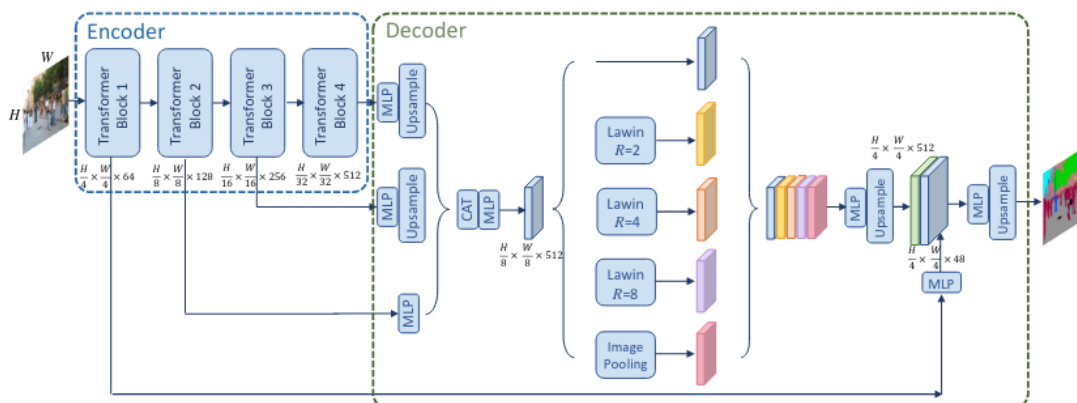 Encoder
Decoder
W
H
Transformer
Block 1
Transformer
Block 2
Transformer
Block 3
Transformer
Block 4
H/4 × W/4 × 64
H/8 × W/8 × 128
H/16 × W/16 × 256
H/32 × W/32 × 512
MLP
Upsample
MLP
Upsample
MLP
CAT
MLP
H/8 × W/8 × 512
Lawin
R=2
Lawin
R=4
Lawin
R=8
Image
Pooling
MLP
Upsample
H/4 × W/4 × 512
H/4 × W/4 × 48
MLP
MLP
Upsample